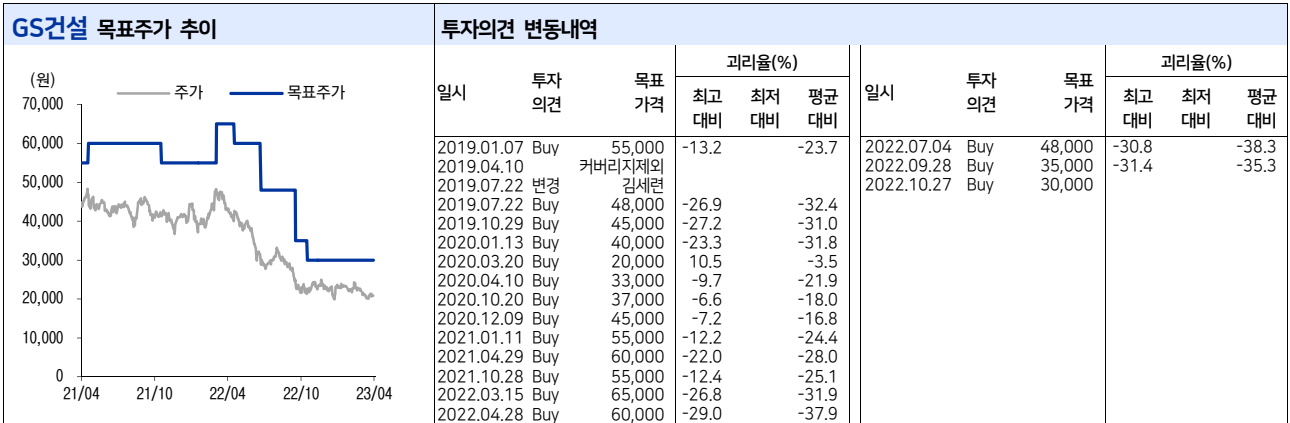 GS건설 목표주가 추이
(원)
주가 목표주가
70,000
60,000
50,000
40,000
30,000
20,000
10,000
0
21/04 21/10 22/04 22/10 23/04
투자의견 변동내역
일시 투자의견 목표가격 괴리율(%)
최고대비 최저대비 평균대비
2019.01.07 Buy 55,000 -13.2 -23.7
2019.04.10 커버리지제외
2019.07.22 변경 김세련
2019.07.22 Buy 48,000 -26.9 -32.4
2019.10.29 Buy 45,000 -27.2 -31.0
2020.01.13 Buy 40,000 -23.3 -31.8
2020.03.20 Buy 20,000 10.5 -3.5
2020.04.10 Buy 33,000 -9.7 -21.9
2020.10.20 Buy 37,000 -6.6 -18.0
2020.12.09 Buy 45,000 -7.2 -16.8
2021.01.11 Buy 55,000 -12.2 -24.4
2021.04.29 Buy 60,000 -22.0 -28.0
2021.10.28 Buy 55,000 -12.4 -25.1
2022.03.15 Buy 65,000 -26.8 -31.9
2022.04.28 Buy 60,000 -29.0 -37.9
일시 투자의견 목표가격 괴리율(%)
최고대비 최저대비 평균대비
2022.07.04 Buy 48,000 -30.8 -38.3
2022.09.28 Buy 35,000 -31.4 -35.3
2022.10.27 Buy 30,000